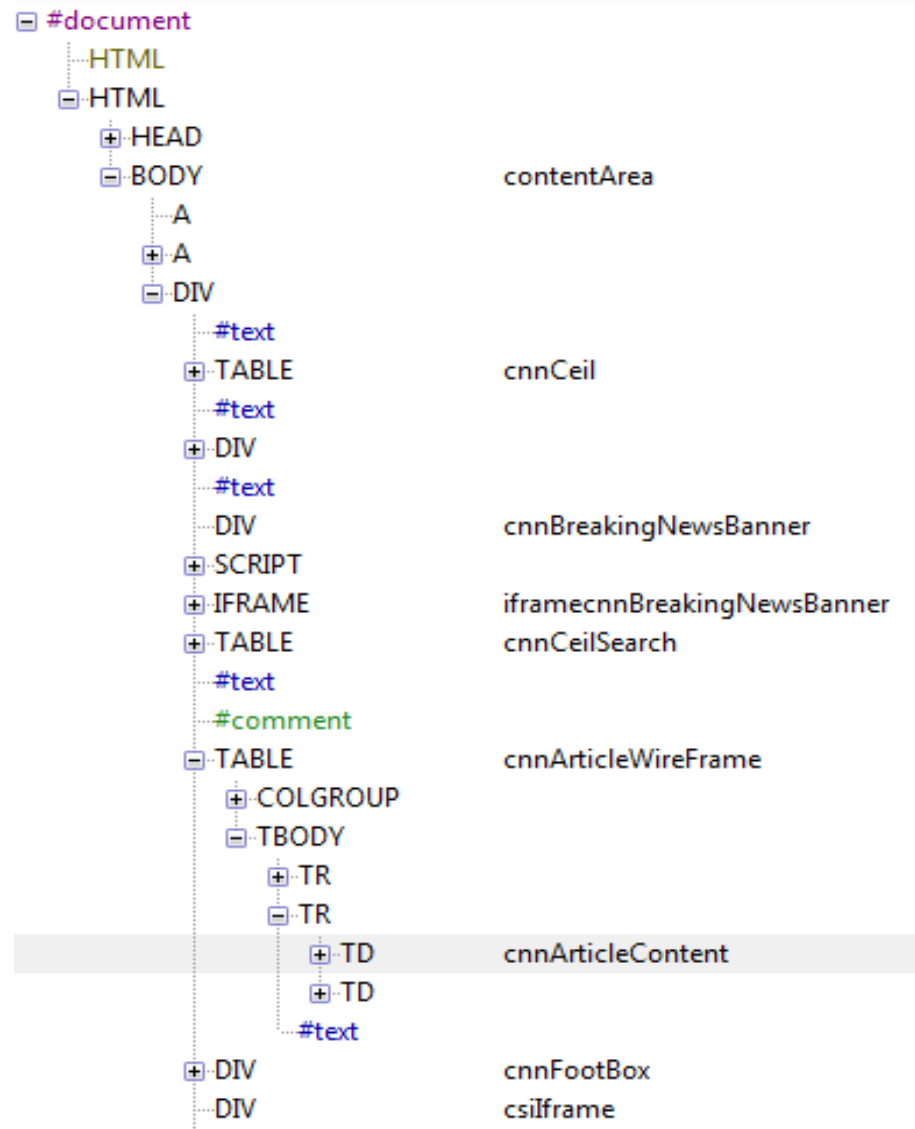 #document
HTML
HTML
HEAD
BODY contentArea
A
A
DIV
#text
TABLE cnnCeil
#text
DIV
#text
DIV cnnBreakingNewsBanner
SCRIPT
IFRAME iframecnnBreakingNewsBanner
TABLE cnnCeilSearch
#text
#comment
TABLE cnnArticleWireFrame
COLGROUP
TBODY
TR
TR
TD cnnArticleContent
TD
#text
DIV cnnFootBox
DIV csiIframe